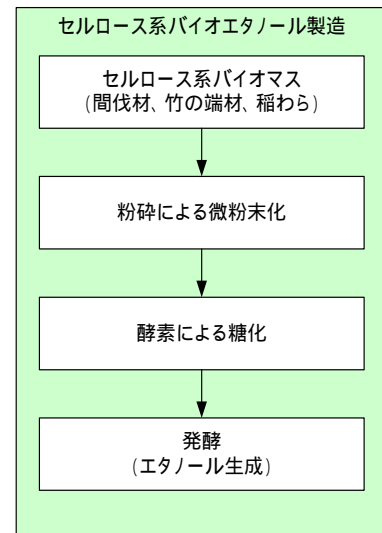 セルロース系バイオエタノール製造
セルロース系バイオマス
(間伐材、竹の端材、稲わら)
粉砕による微粉末化
酵素による糖化
発酵
(エタノール生成)